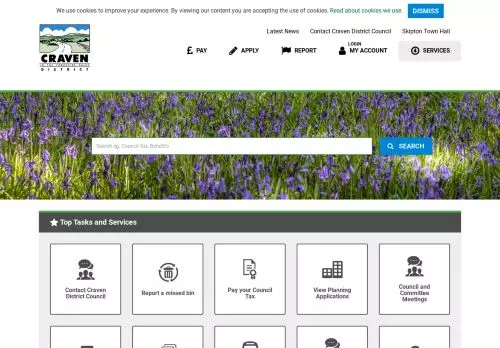 We use cookies to improve your experience. By viewing our content you are accepting the use of cookies. Read about cookies we use. DISMISS
Latest News Contact Craven District Council Skipton Town Hall
CRAVEN
DISTRICT
PAY APPLY REPORT LOGIN MY ACCOUNT SERVICES
Search eg. Council Tax, Benefits SEARCH
Top Tasks and Services
Contact Craven District Council
Report a missed bin
Pay your Council Tax
View Planning Applications
Council and Committee Meetings